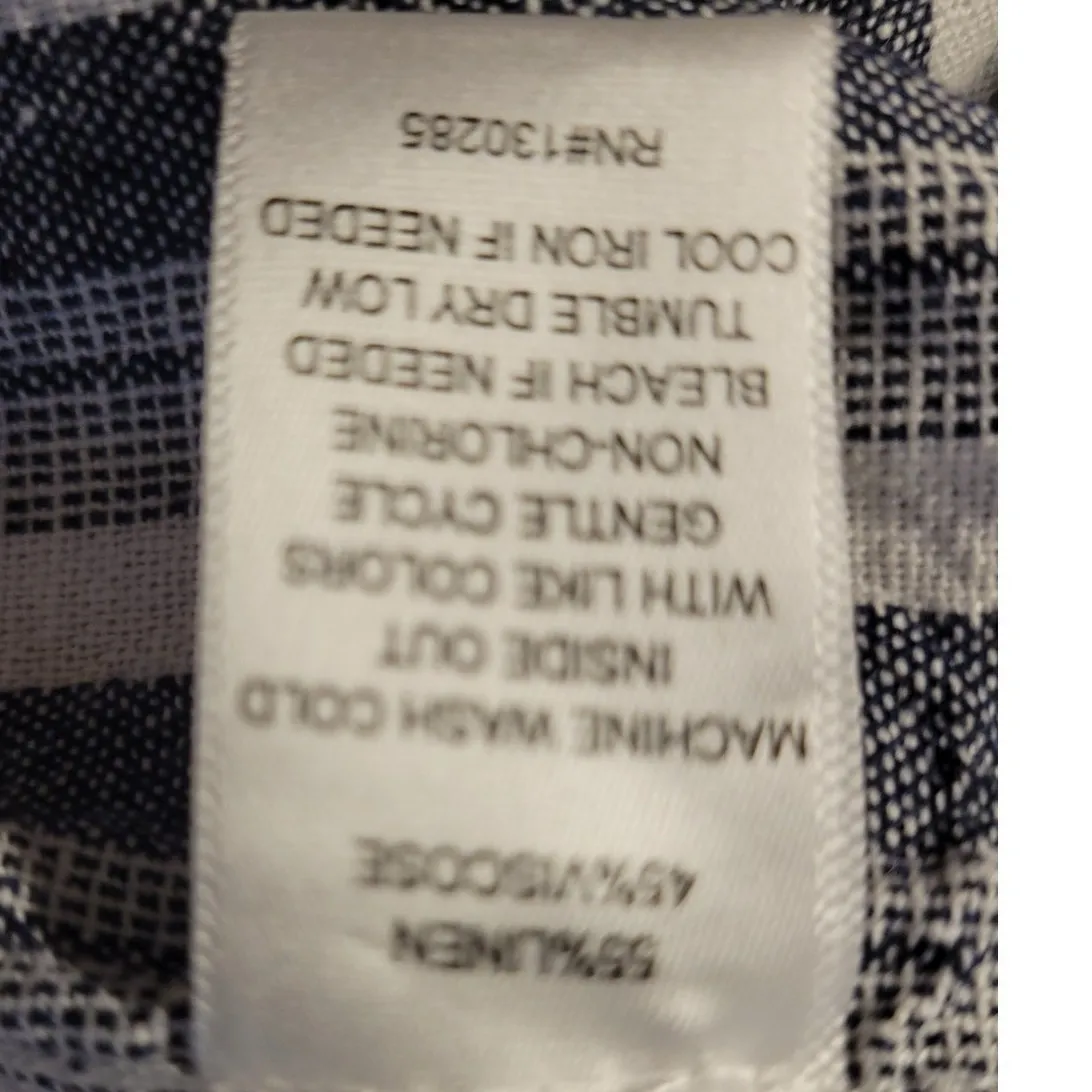 55%LINEN
45%VISCOSE
MACHINE WASH COLD
INSIDE OUT
WITH LIKE COLORS
GENTLE CYCLE
NON-CHLORINE
BLEACH IF NEEDED
TUMBLE DRY LOW
COOL IRON IF NEEDED
RN#130285